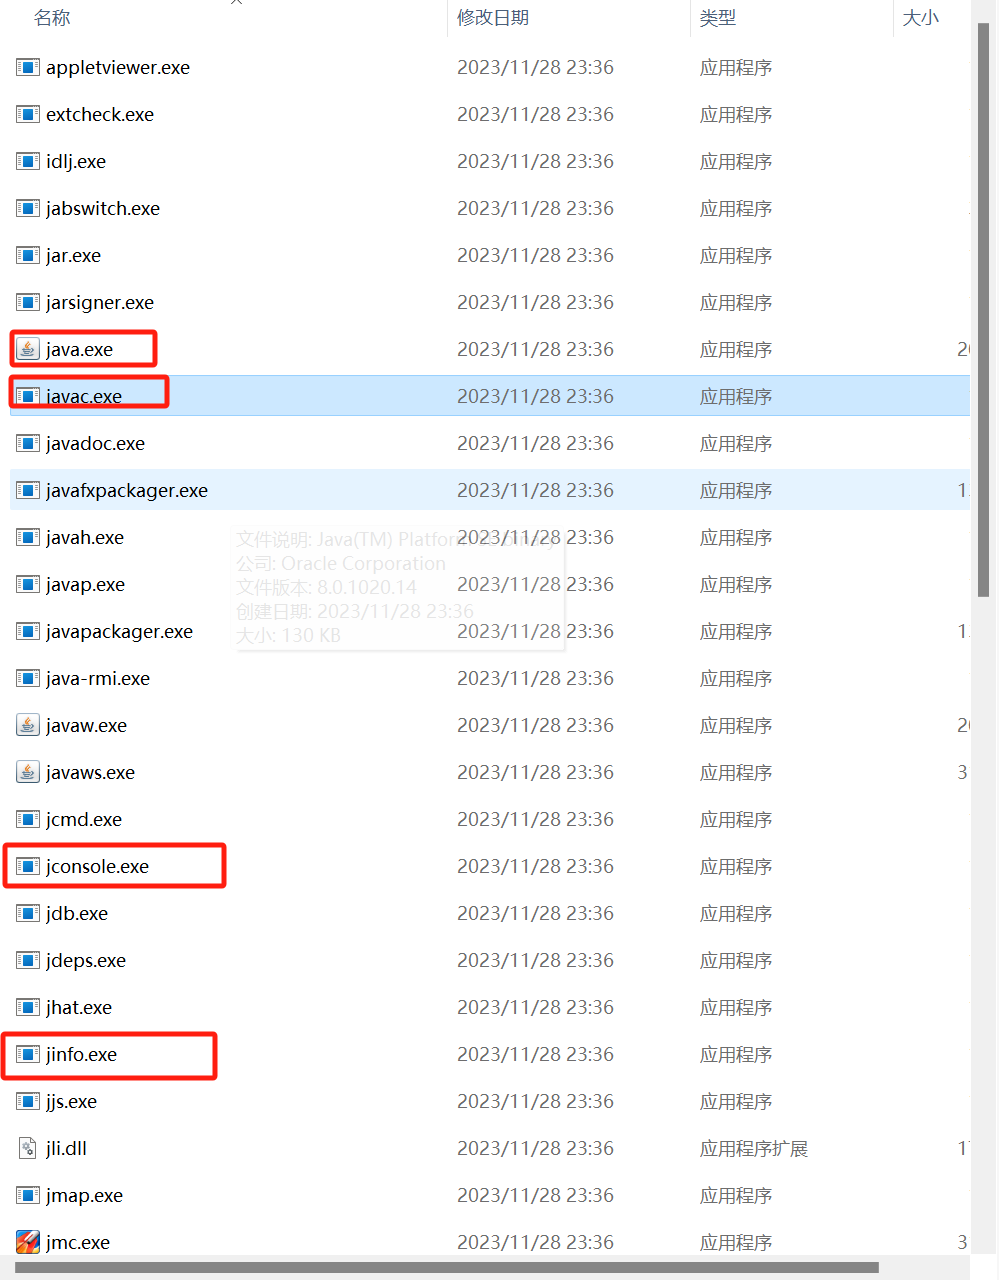 名称 修改日期 类型 大小
appletviewer.exe 2023/11/28 23:36 应用程序
extcheck.exe 2023/11/28 23:36 应用程序
idlj.exe 2023/11/28 23:36 应用程序
jabswitch.exe 2023/11/28 23:36 应用程序
jar.exe 2023/11/28 23:36 应用程序
jarsigner.exe 2023/11/28 23:36 应用程序
java.exe 2023/11/28 23:36 应用程序
javac.exe 2023/11/28 23:36 应用程序
javadoc.exe 2023/11/28 23:36 应用程序
javafxpackager.exe 2023/11/28 23:36 应用程序
javah.exe 2023/11/28 23:36 应用程序
文件说明: Java(TM) Platform
公司: Oracle Corporation
javap.exe 2023/11/28 23:36 应用程序
文件版本: 8.0.1020.14
创建日期: 2023/11/28 23:36
javapackager.exe 2023/11/28 23:36 应用程序
大小: 130 KB
java-rmi.exe 2023/11/28 23:36 应用程序
javaw.exe 2023/11/28 23:36 应用程序
javaws.exe 2023/11/28 23:36 应用程序 3
jcmd.exe 2023/11/28 23:36 应用程序
jconsole.exe 2023/11/28 23:36 应用程序
jdb.exe 2023/11/28 23:36 应用程序
jdeps.exe 2023/11/28 23:36 应用程序
jhat.exe 2023/11/28 23:36 应用程序
jinfo.exe 2023/11/28 23:36 应用程序
jjs.exe 2023/11/28 23:36 应用程序
jli.dll 2023/11/28 23:36 应用程序扩展
jmap.exe 2023/11/28 23:36 应用程序
jmc.exe 2023/11/28 23:36 应用程序 3